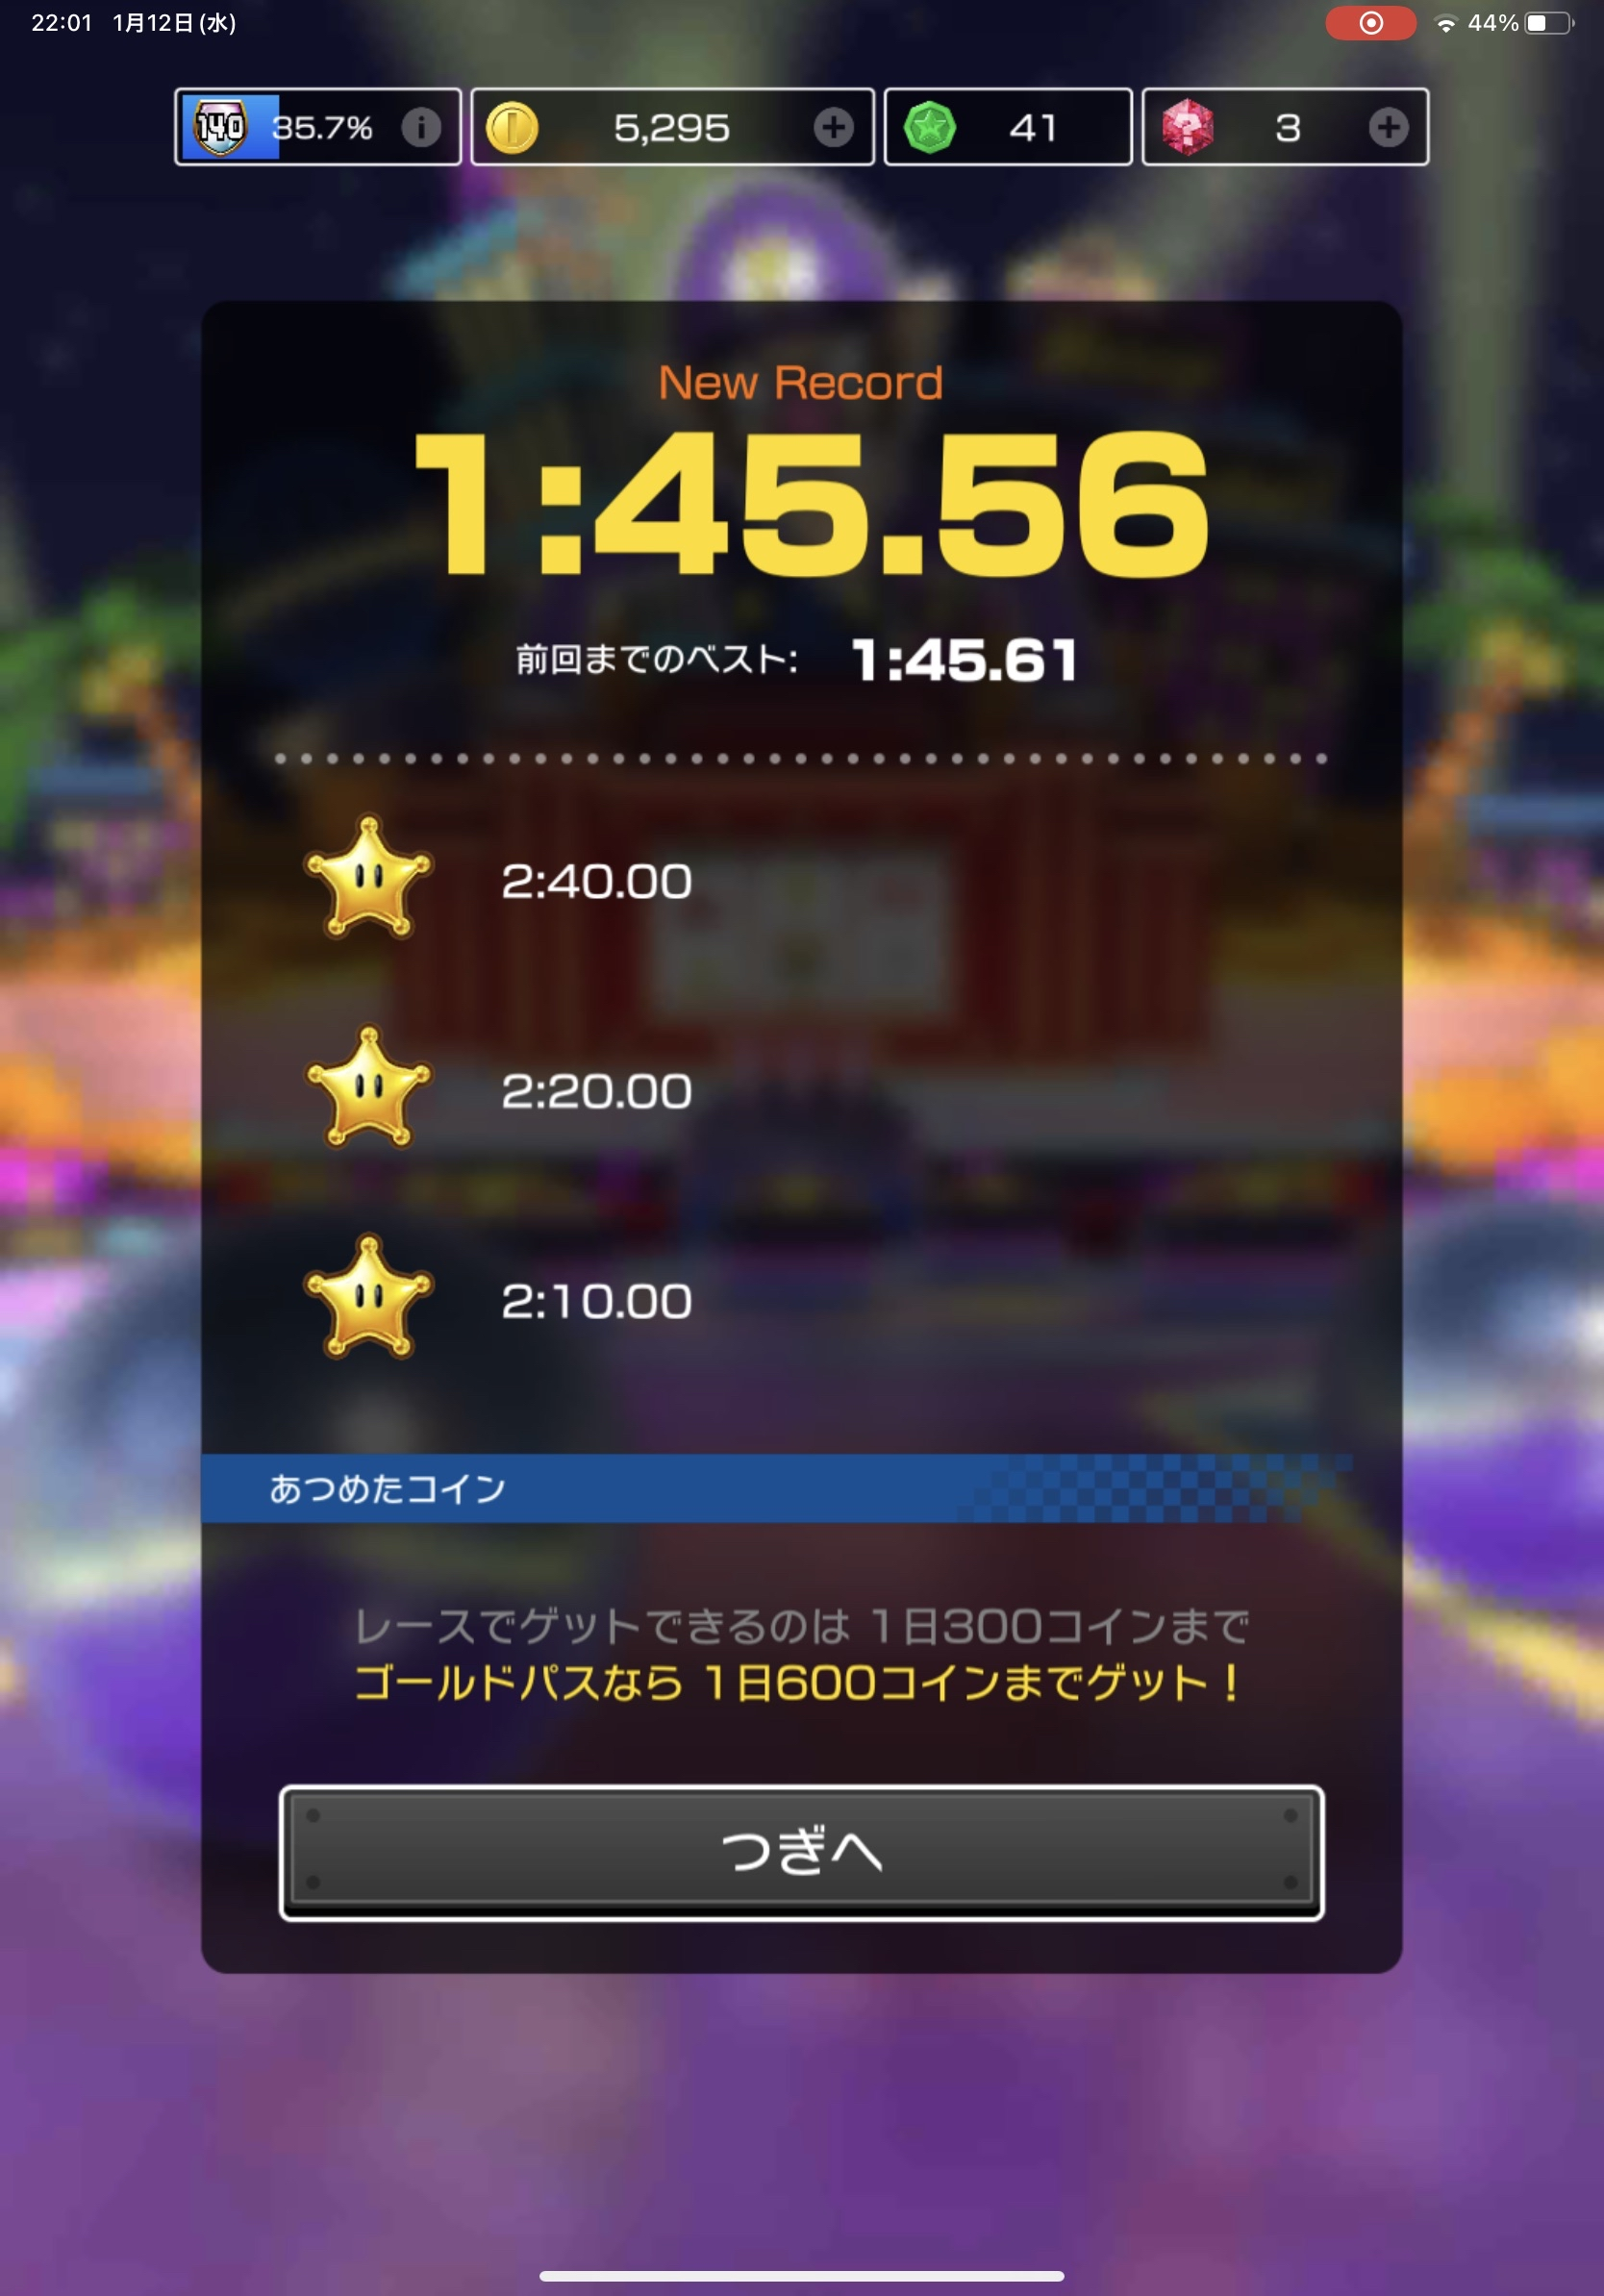 22:01 1月12日(水) 44%
140 35.7% i 5,295 + 41 ? 3 +
New Record
1:45.56
前回までのベスト: 1:45.61
2:40.00
2:20.00
2:10.00
あつめたコイン
レースでゲットできるのは 1日300コインまで
ゴールドパスなら 1日600コインまでゲット!
つぎへ